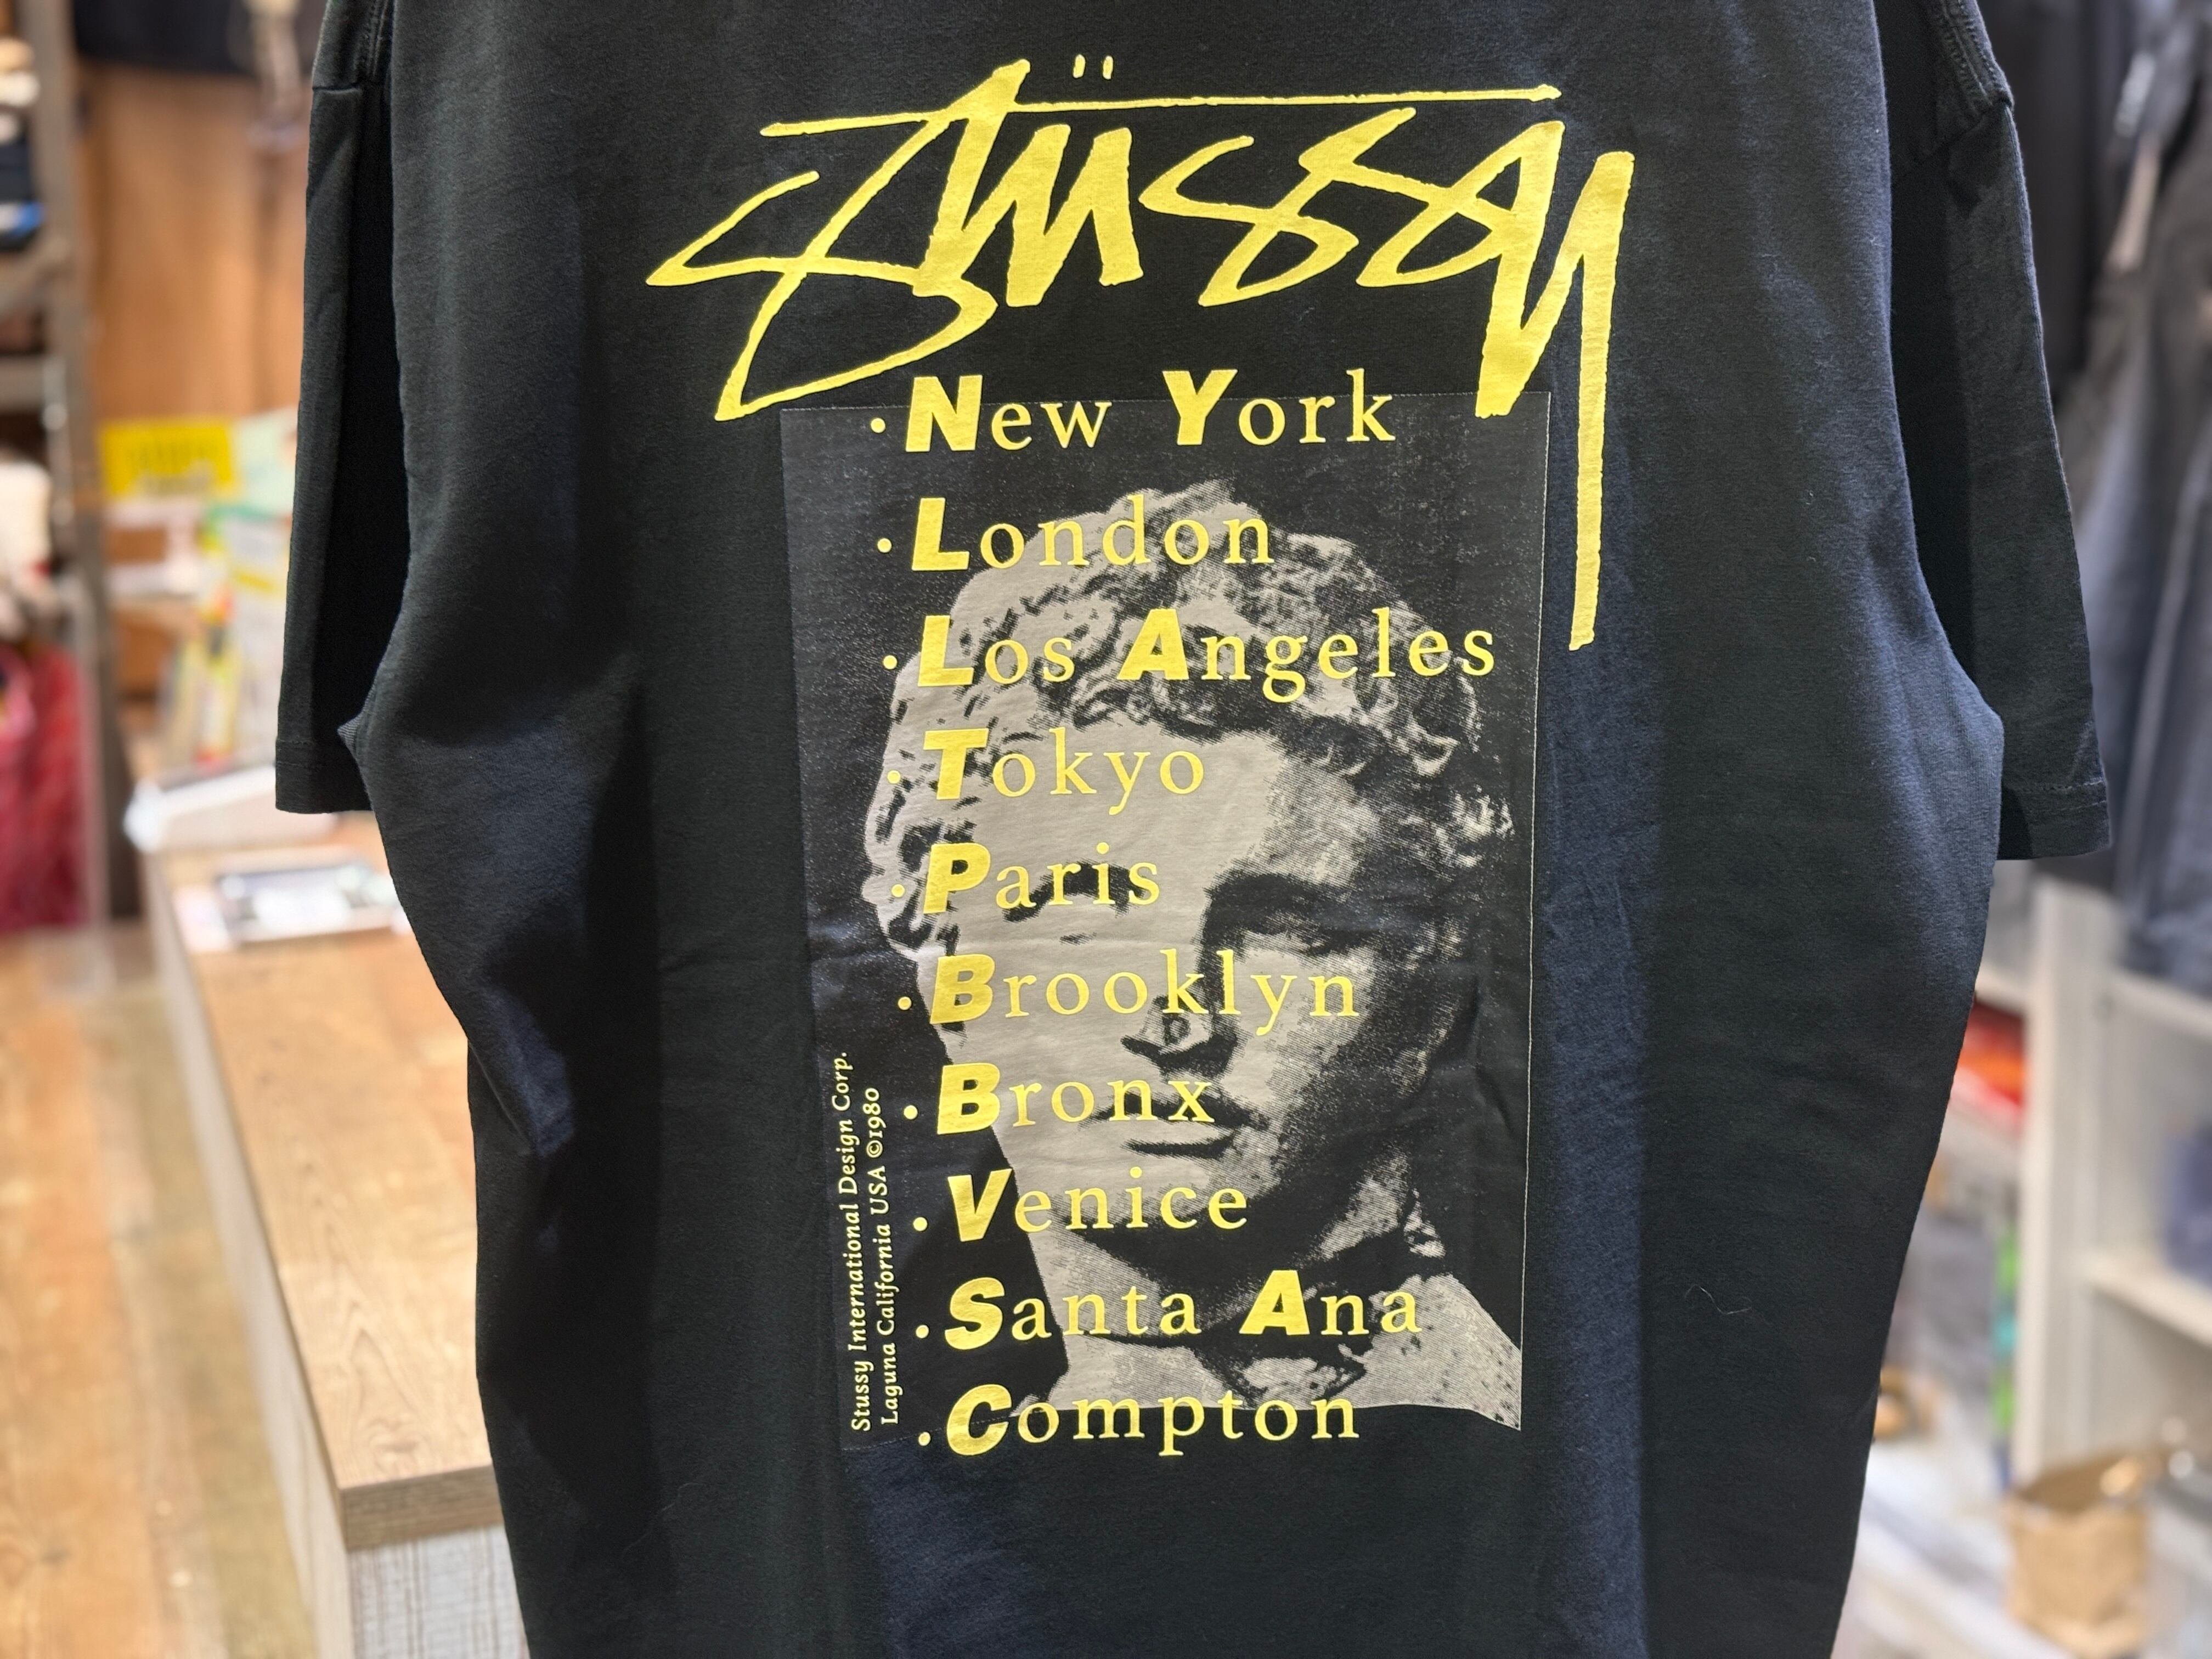 Stüssy
·New York
·London
·Los Angeles
·Tokyo
·Paris
·Brooklyn
·Bronx
·Venice
·Santa Ana
·Compton
Stussy International Design Corp.
Laguna California USA ©1980